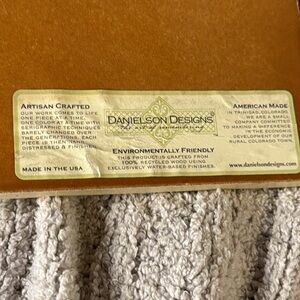 ARTISAN CRAFTED
OUR WORK COMES TO LIFE
ONE PIECE AT A TIME,
ONE COLOR AT A TIME WITH
SERIGRAPHIC TECHNIQUES
BARELY CHANGED OVER
THE GENERATIONS. EACH
PIECE IS THEN HAND
DISTRESSED & FINISHED.
MADE IN THE USA
DANIELSON DESIGNS
ENVIRONMENTALLY FRIENDLY
THIS PRODUCT IS CRAFTED FROM
100% RECYCLED WOOD USING
EXCLUSIVELY WATER-BASED FINISHES.
AMERICAN MADE
IN TRINIDAD, COLORADO
WE ARE A SMALL
COMPANY COMMITTED
TO MAKING A DIFFERENCE
IN THE ECONOMIC
DEVELOPMENT OF OUR
RURAL COLORADO TOWN.
www.danielsondesigns.com